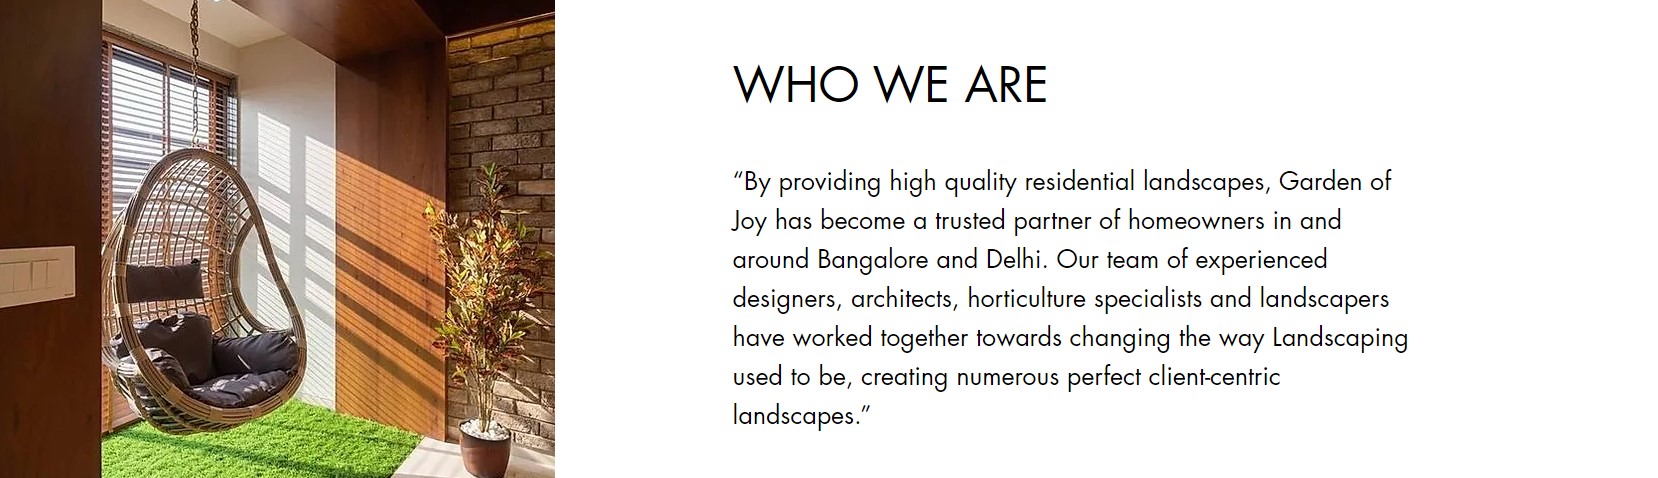 WHO WE ARE
“By providing high quality residential landscapes, Garden of
Joy has become a trusted partner of homeowners in and
around Bangalore and Delhi. Our team of experienced
designers, architects, horticulture specialists and landscapers
have worked together towards changing the way Landscaping
used to be, creating numerous perfect client-centric
landscapes.”